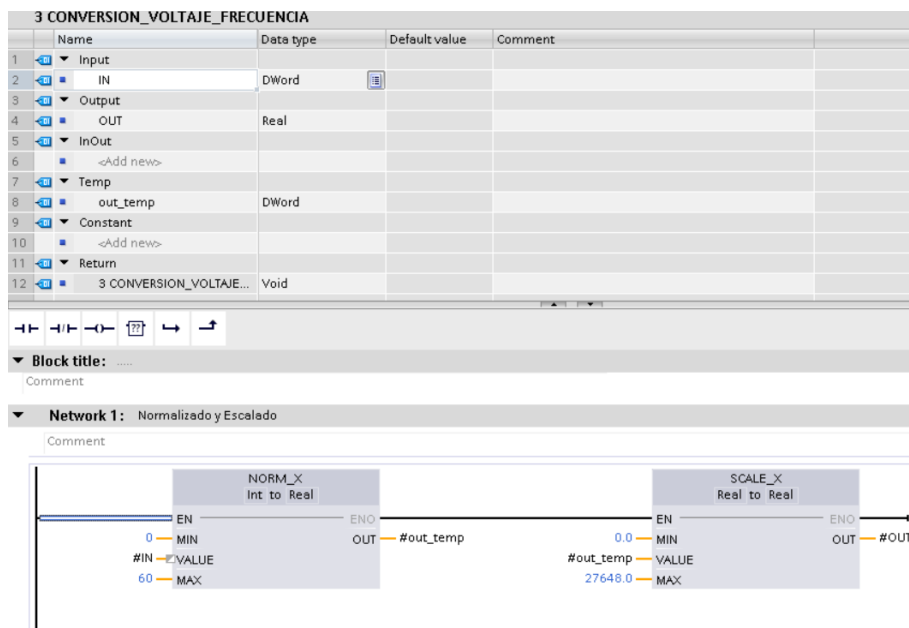 3 CONVERSION_VOLTAJE_FRECUENCIA
Name Data type Default value Comment
1 Input
2 IN DWord
3 Output
4 OUT Real
5 InOut
6 <Add new>
7 Temp
8 out_temp DWord
9 Constant
10 <Add new>
11 Return
12 3 CONVERSION_VOLTAJE... Void
??
Block title: .....
Comment
Network 1: Normalizado y Escalado
Comment
NORM_X SCALE_X
Int to Real Real to Real
EN ENO EN ENO
0 MIN OUT #out_temp 0.0 MIN OUT #OUT
#IN VALUE #out_temp VALUE
60 MAX 27648.0 MAX